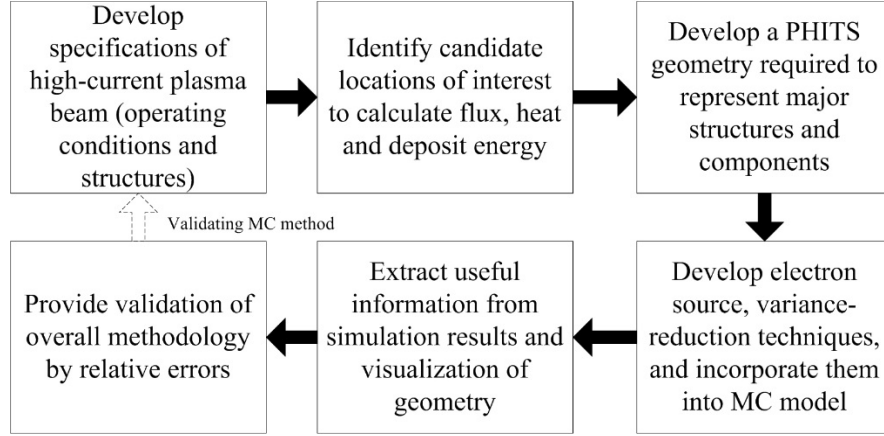 Develop
specifications of
high-current plasma
beam (operating
conditions and
structures)
Identify candidate
locations of interest
to calculate flux, heat
and deposit energy
Develop a PHITS
geometry required to
represent major
structures and
components
Develop electron
source, variance-
reduction techniques,
and incorporate them
into MC model
Extract useful
information from
simulation results and
visualization of
geometry
Provide validation of
overall methodology
by relative errors
Validating MC method